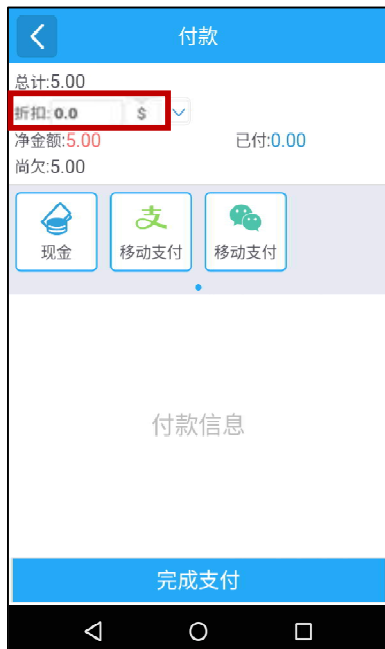 付款
总计:5.00
折扣: 0.0 $
净金额:5.00 已付:0.00
尚欠:5.00
支
现金 移动支付 移动支付
付款信息
完成支付